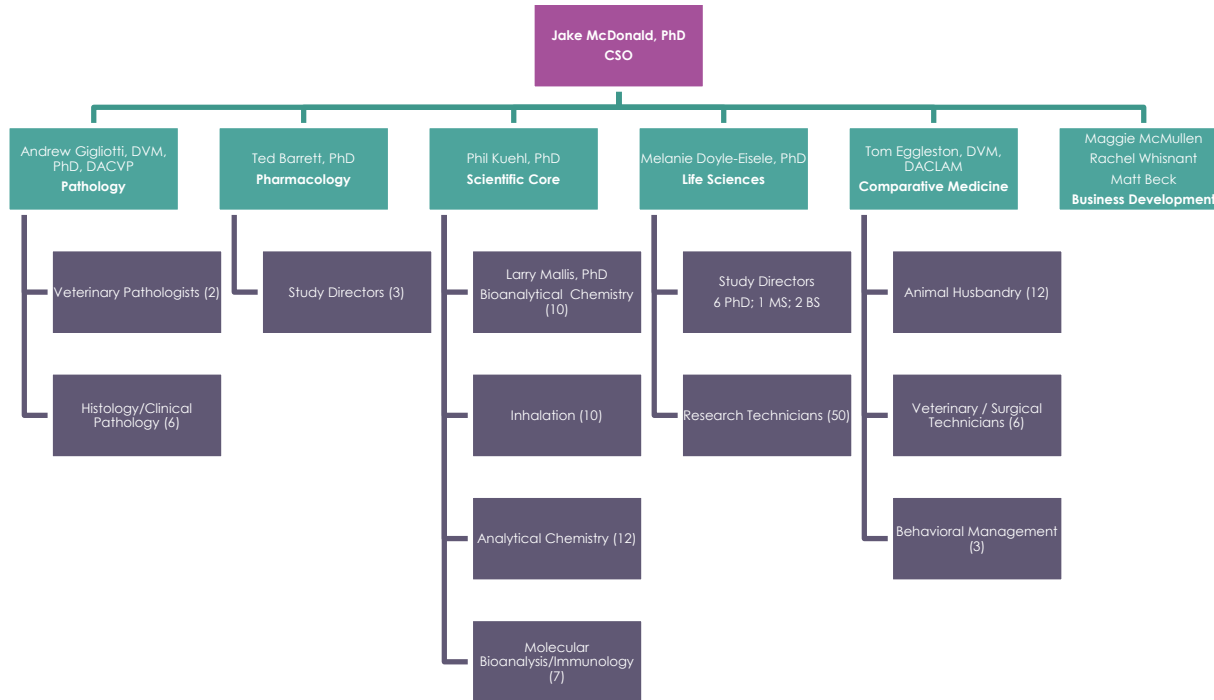 Jake McDonald, PhD
CSO
Andrew Gigliotti, DVM,
PhD, DACVP
Pathology
Ted Barrett, PhD
Pharmacology
Phil Kuehl, PhD
Scientific Core
Melanie Doyle-Eisele, PhD
Life Sciences
Tom Eggleston, DVM,
DACLAM
Comparative Medicine
Maggie McMullen
Rachel Whisnant
Matt Beck
Business Development
Veterinary Pathologists (2)
Histology/Clinical
Pathology (6)
Study Directors (3)
Larry Mallis, PhD
Bioanalytical Chemistry
(10)
Inhalation (10)
Analytical Chemistry (12)
Molecular
Bioanalysis/Immunology
(7)
Study Directors
6 PhD; 1 MS; 2 BS
Research Technicians (50)
Animal Husbandry (12)
Veterinary / Surgical
Technicians (6)
Behavioral Management
(3)